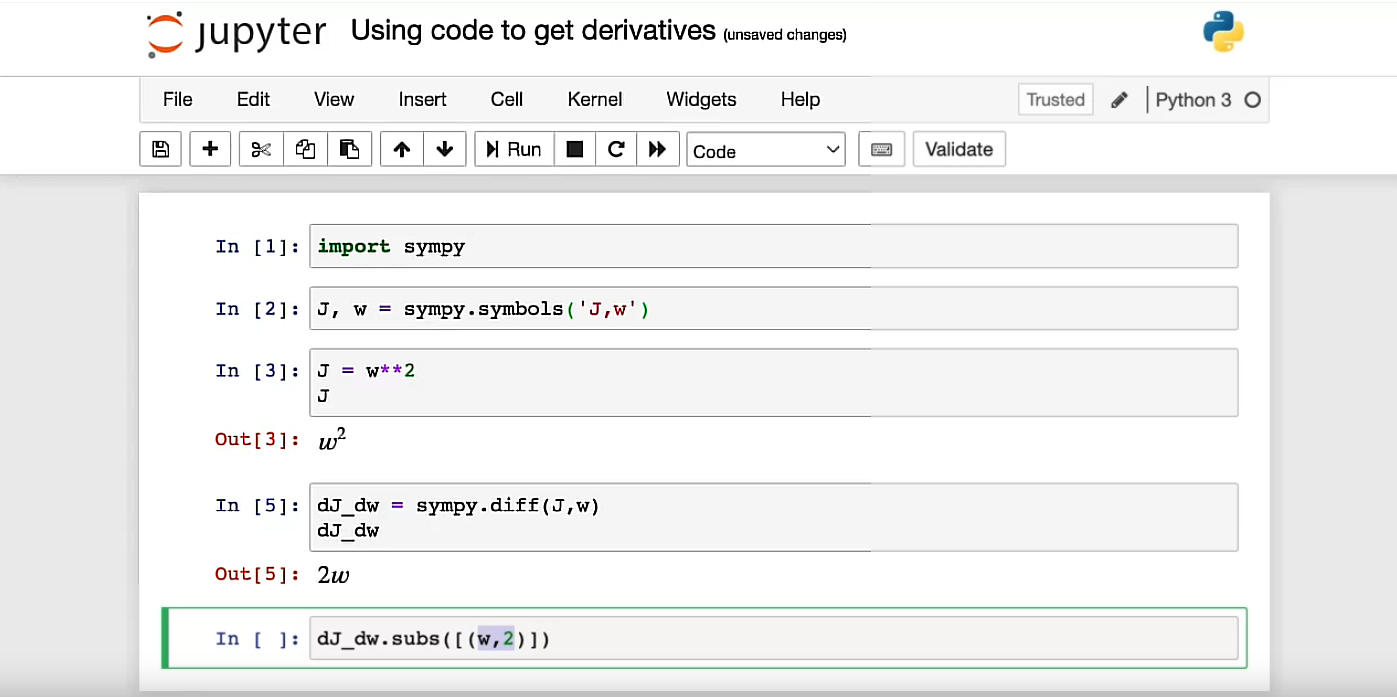 jupyter Using code to get derivatives (unsaved changes)
File Edit View Insert Cell Kernel Widgets Help Trusted Python 3
Run Code Validate
In [1]: import sympy
In [2]: J, w = sympy.symbols('J,w')
In [3]: J = w**2
J
Out[3]: w²
In [5]: dJ_dw = sympy.diff(J,w)
dJ_dw
Out[5]: 2w
In [ ]: dJ_dw.subs([(w,2)])